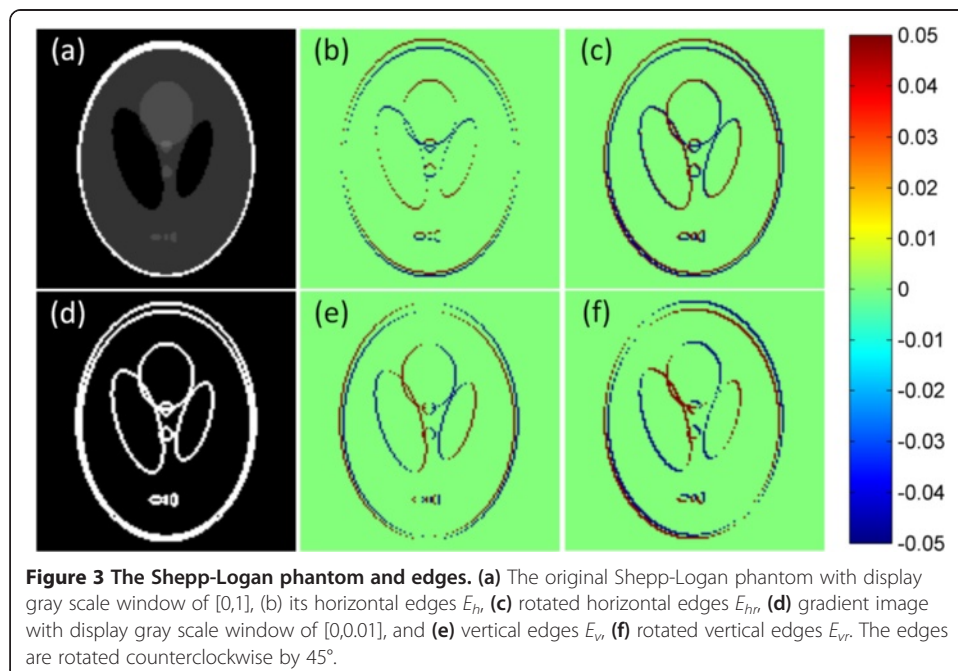 (a)
(b)
(c)
(d)
(e)
(f)
0.05
0.04
0.03
0.02
0.01
0
-0.01
-0.02
-0.03
-0.04
-0.05
Figure 3 The Shepp-Logan phantom and edges. (a) The original Shepp-Logan phantom with display
gray scale window of [0,1], (b) its horizontal edges Eh, (c) rotated horizontal edges Ehr, (d) gradient image
with display gray scale window of [0,0.01], and (e) vertical edges Ev, (f) rotated vertical edges Evr. The edges
are rotated counterclockwise by 45°.